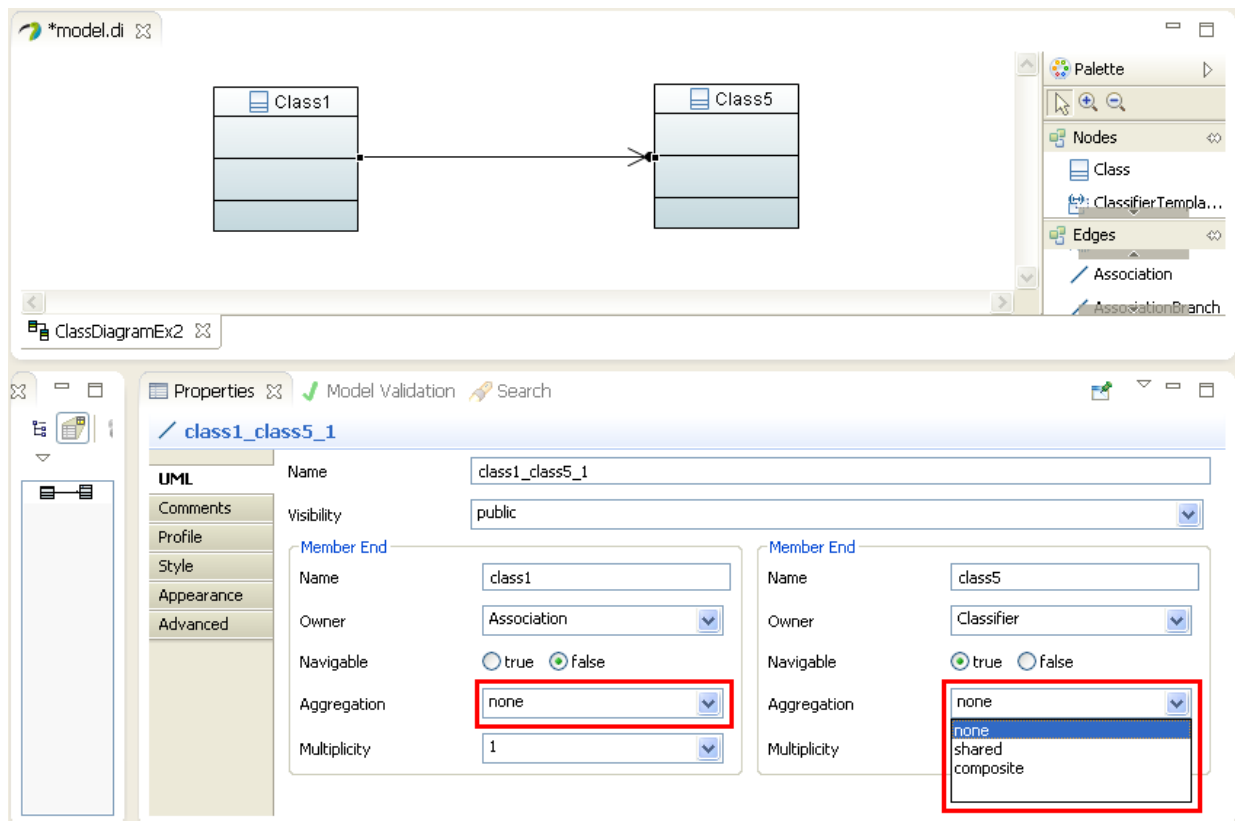 *model.di
Palette
Class1
Class5
Nodes
Class
ClassifierTempla...
Edges
Association
AssociationBranch
ClassDiagramEx2
Properties Model Validation Search
class1_class5_1
UML
Comments
Profile
Style
Appearance
Advanced
Name class1_class5_1
Visibility public
Member End
Name class1
Owner Association
Navigable true false
Aggregation none
Multiplicity 1
Member End
Name class5
Owner Classifier
Navigable true false
Aggregation none
none
shared
composite
Multiplicity